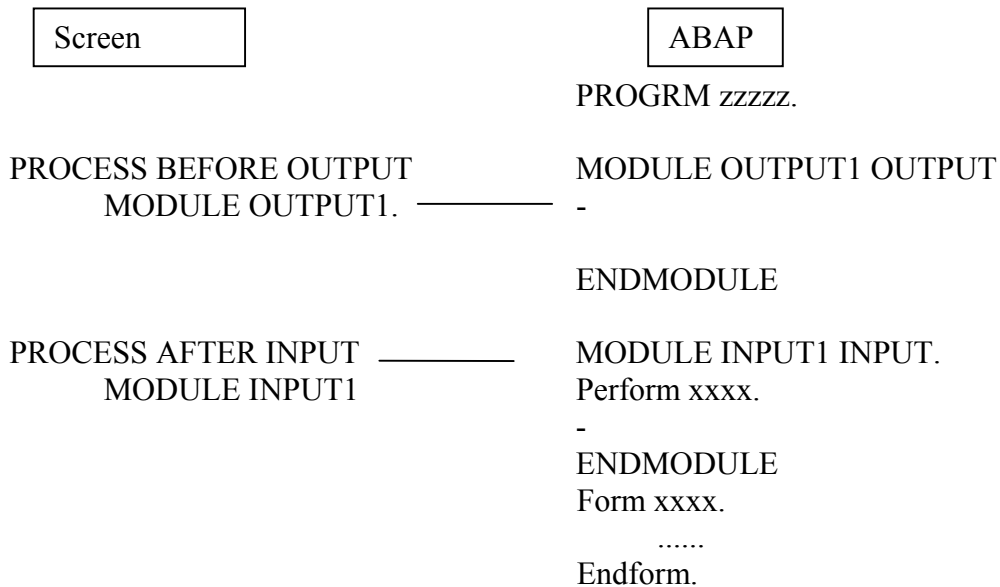 Screen ABAP
PROGRM zzzzz.
PROCESS BEFORE OUTPUT MODULE OUTPUT1 OUTPUT
MODULE OUTPUT1. -
ENDMODULE
PROCESS AFTER INPUT MODULE INPUT1 INPUT.
MODULE INPUT1 Perform xxxx.
-
ENDMODULE
Form xxxx.
......
Endform.